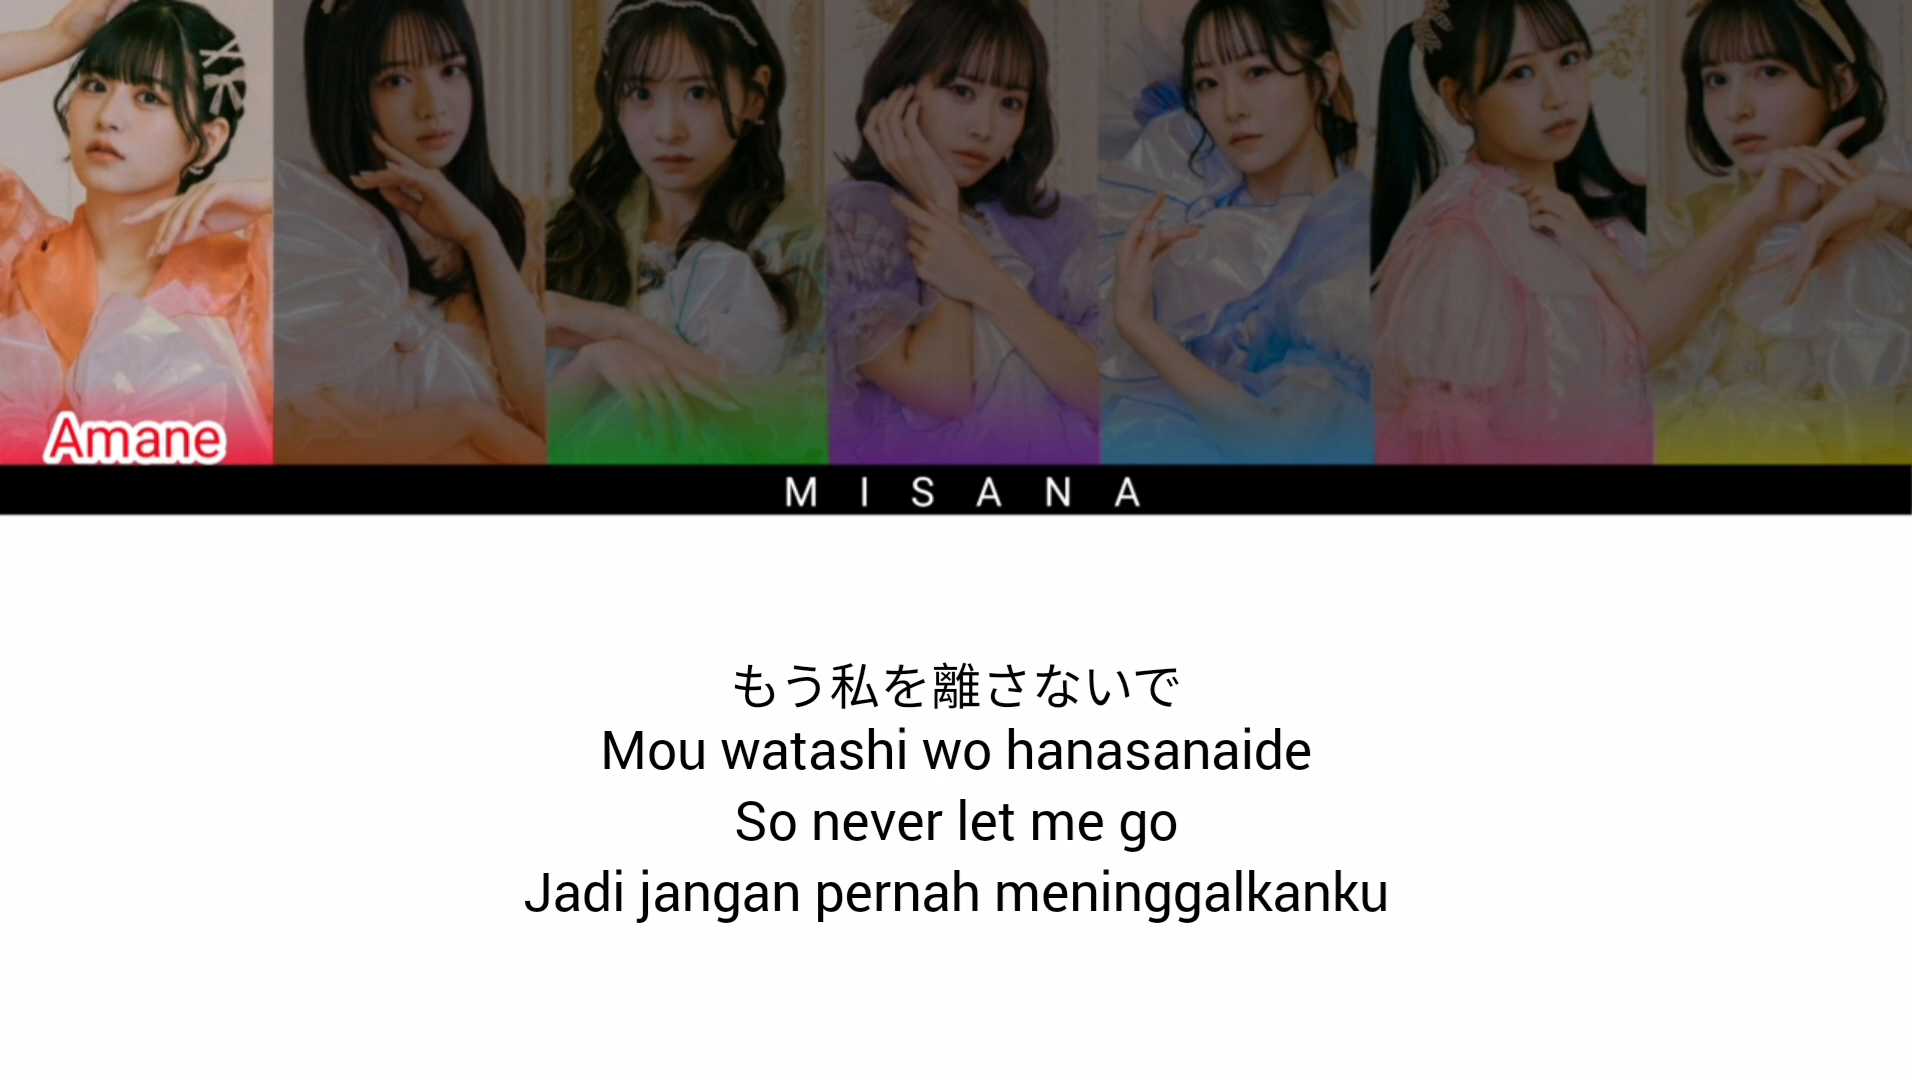 Amane
MISANA
もう私を離さないで
Mou watashi wo hanasanaide
So never let me go
Jadi jangan pernah meninggalkanku